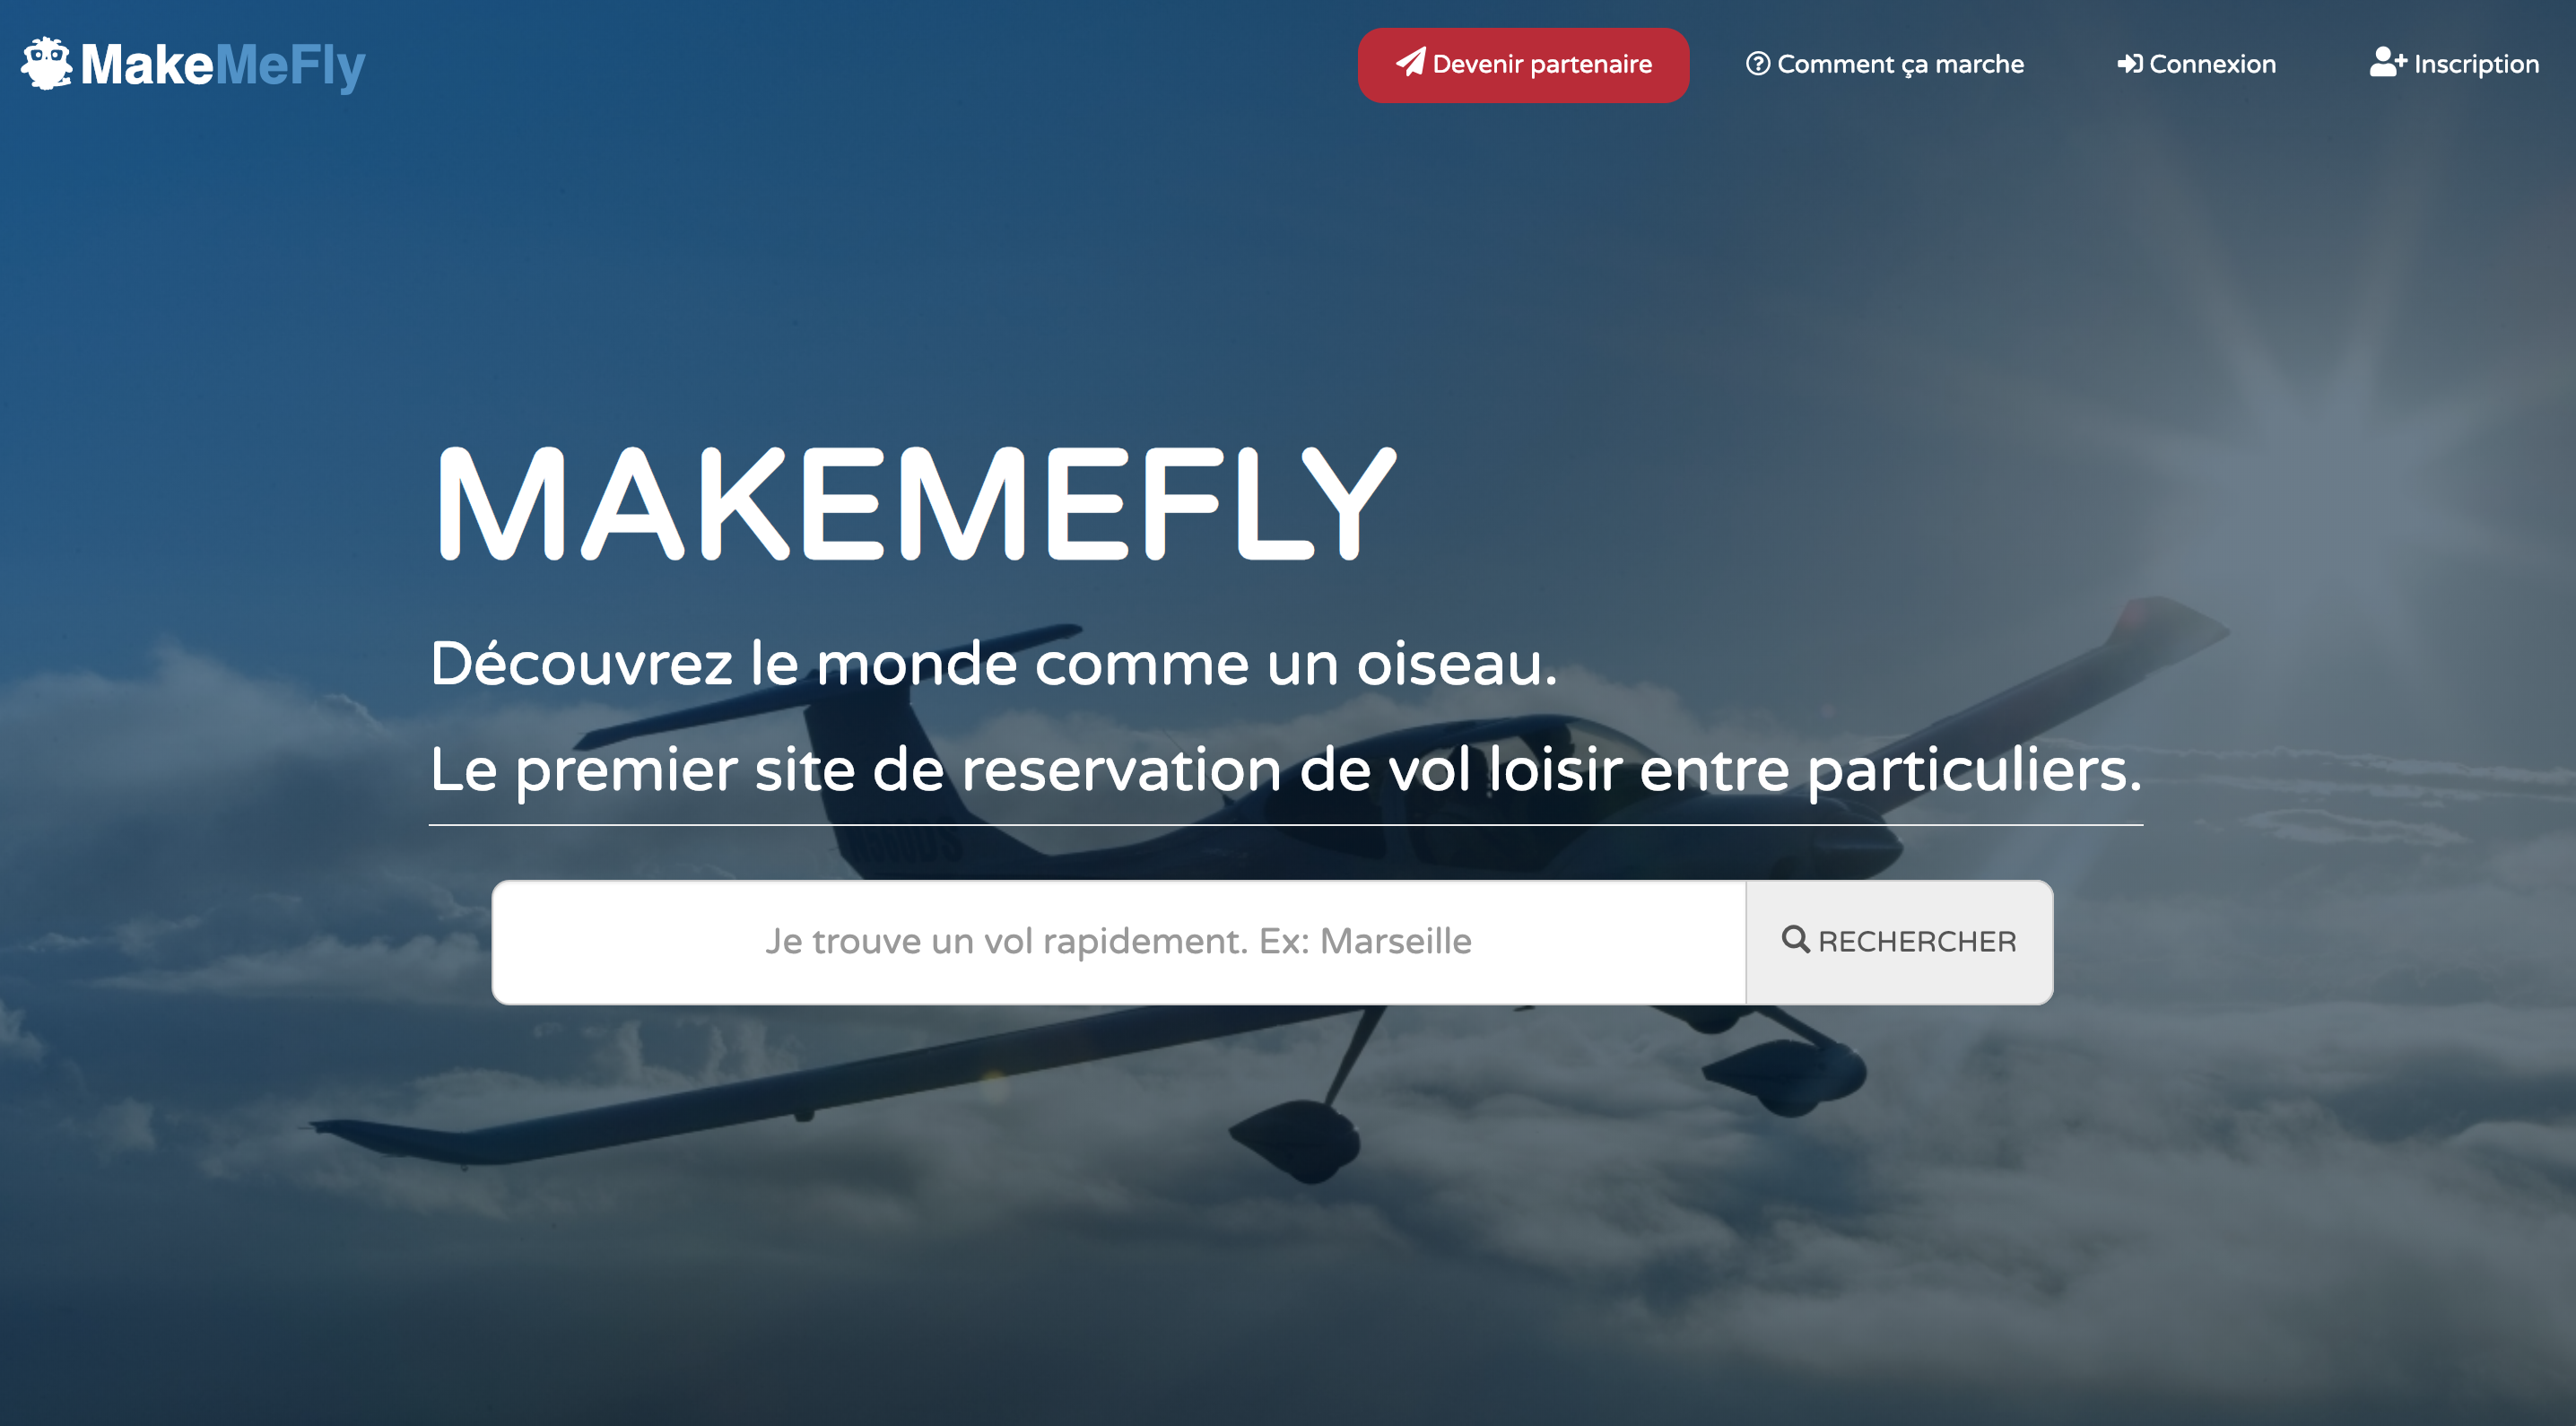 MakeMeFly
Devenir partenaire
Comment ça marche
Connexion
Inscription
MAKEMEFLY
Découvrez le monde comme un oiseau.
Le premier site de reservation de vol loisir entre particuliers.
Je trouve un vol rapidement. Ex: Marseille
RECHERCHER